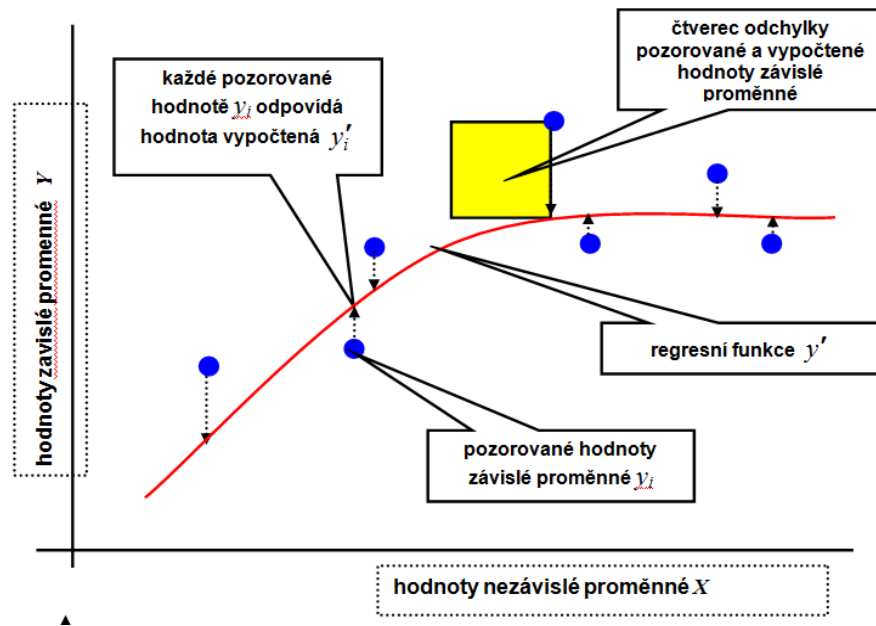 čtverec odchylky
pozorované a vypočtené
hodnoty závislé
proměnné
každé pozorované
hodnotě yᵢ odpovídá
hodnota vypočtená y′ᵢ
hodnoty závislé promenné Y
regresní funkce y′
pozorované hodnoty
závislé proměnné yᵢ
hodnoty nezávislé proměnné X